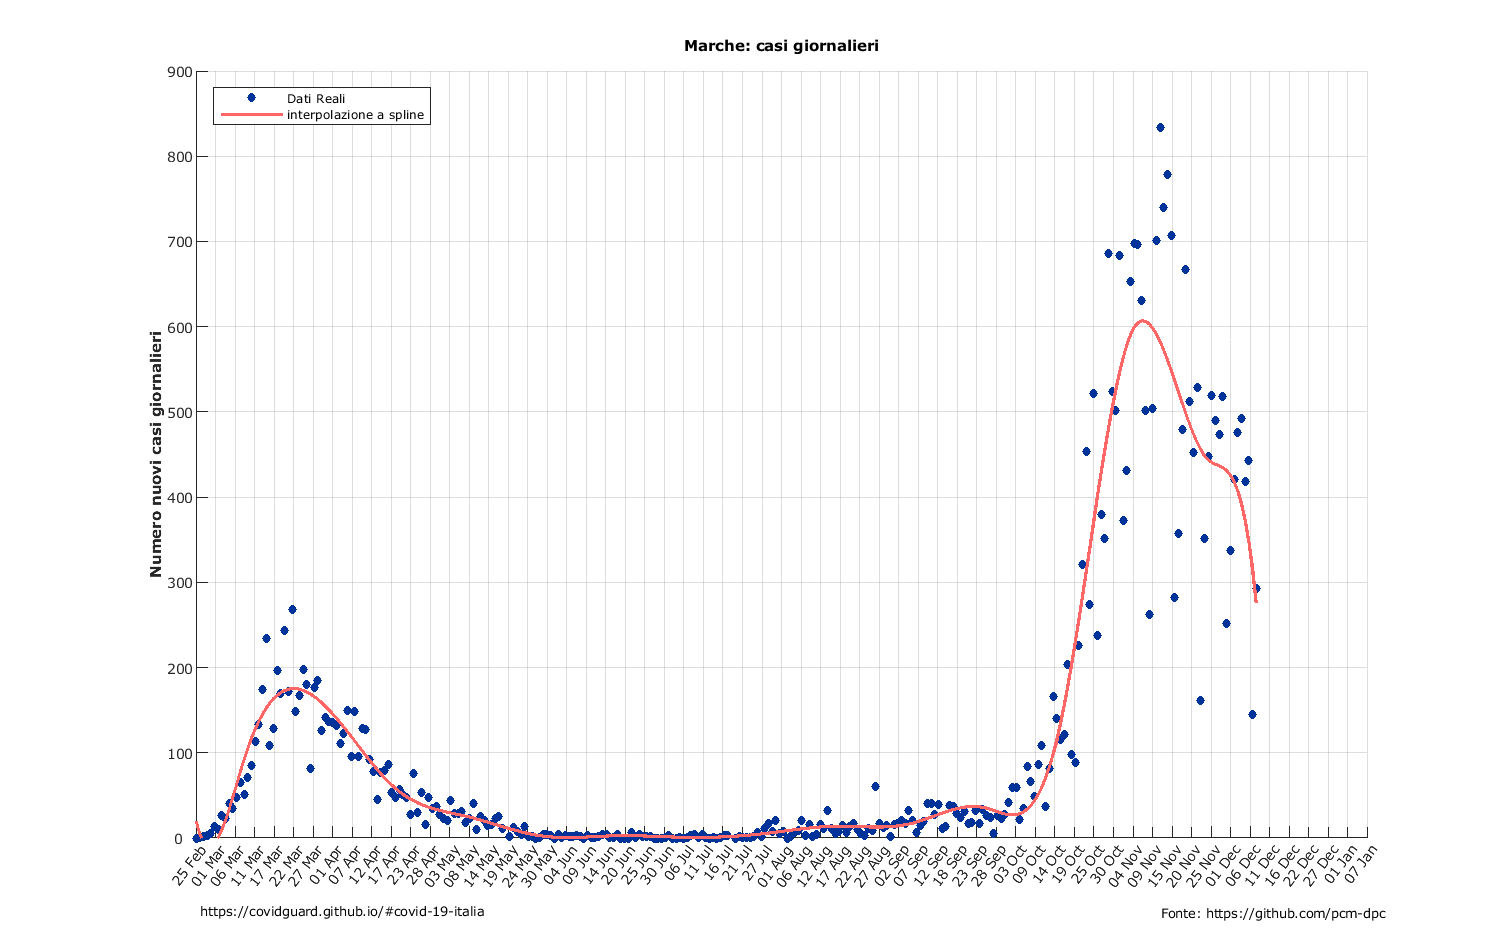 Marche: casi giornalieri
Dati Reali
interpolazione a spline
Numero nuovi casi giornalieri
900
800
700
600
500
400
300
200
100
0
25 Feb
01 Mar
06 Mar
11 Mar
17 Mar
22 Mar
27 Mar
01 Apr
07 Apr
12 Apr
17 Apr
23 Apr
28 Apr
03 May
08 May
14 May
19 May
24 May
30 May
04 Jun
09 Jun
14 Jun
20 Jun
25 Jun
30 Jun
06 Jul
11 Jul
16 Jul
21 Jul
27 Jul
01 Aug
06 Aug
12 Aug
17 Aug
22 Aug
27 Aug
02 Sep
07 Sep
12 Sep
18 Sep
23 Sep
28 Sep
03 Oct
09 Oct
14 Oct
19 Oct
25 Oct
30 Oct
04 Nov
09 Nov
15 Nov
20 Nov
25 Nov
01 Dec
06 Dec
11 Dec
16 Dec
22 Dec
27 Dec
01 Jan
07 Jan
https://covidguard.github.io/#covid-19-italia
Fonte: https://github.com/pcm-dpc